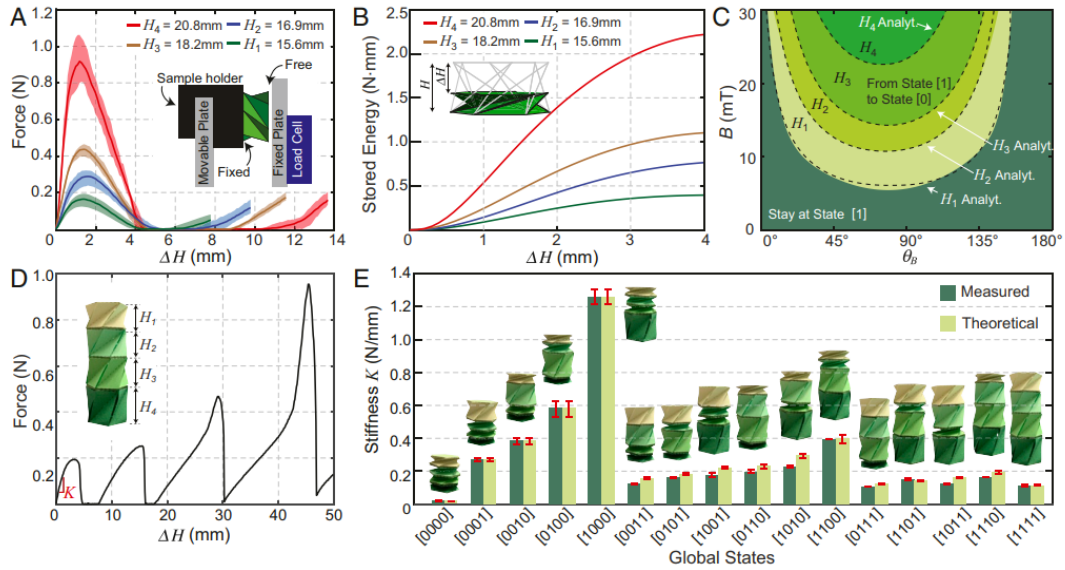 A
H4 = 20.8mm
H2 = 16.9mm
H3 = 18.2mm
H1 = 15.6mm
Force (N)
1.2
1.0
0.8
0.6
0.4
0.2
0
2
4
6
8
10
12
14
ΔH (mm)
Sample holder
Free
Movable Plate
Fixed
Fixed Plate
Load Cell
B
H4 = 20.8mm
H2 = 16.9mm
H3 = 18.2mm
H1 = 15.6mm
Stored Energy (N·mm)
2.5
2.0
1.5
1.0
0.5
0
1
2
3
4
ΔH (mm)
H
ΔH
C
B (mT)
30
20
10
0
0°
45°
90°
135°
180°
θB
H4 Analyt.
H4
H3
H2
H1
From State [1]
to State [0]
H3 Analyt.
H2 Analyt.
H1 Analyt.
Stay at State [1]
D
Force (N)
1.0
0.8
0.6
0.4
0.2
K
0
10
20
30
40
50
ΔH (mm)
H1
H2
H3
H4
E
Stiffness K (N/mm)
1.4
1.2
1.0
0.8
0.6
0.4
0.2
0
Measured
Theoretical
[0000]
[0001]
[0010]
[0100]
[1000]
[0011]
[0101]
[1001]
[0110]
[1010]
[1100]
[0111]
[1101]
[1011]
[1110]
[1111]
Global States